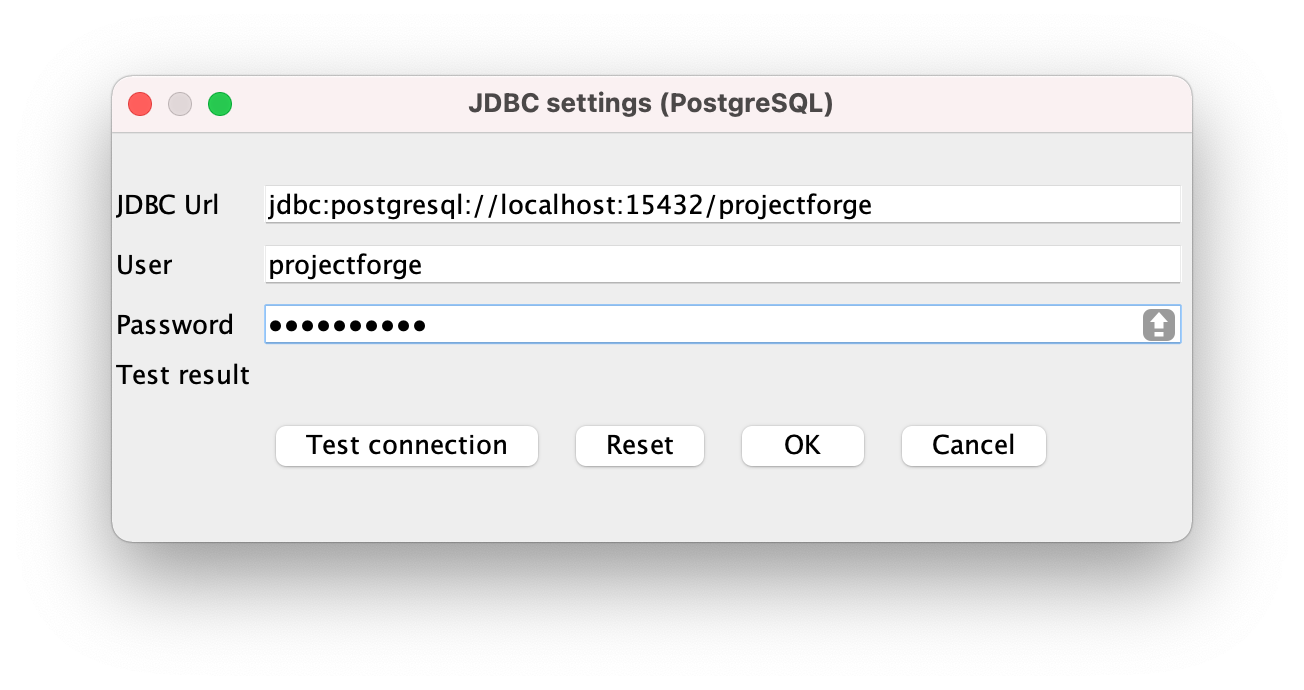 JDBC settings (PostgreSQL)
JDBC Url jdbc:postgresql://localhost:15432/projectforge
User projectforge
Password ●●●●●●●●●●
Test result
Test connection Reset OK Cancel